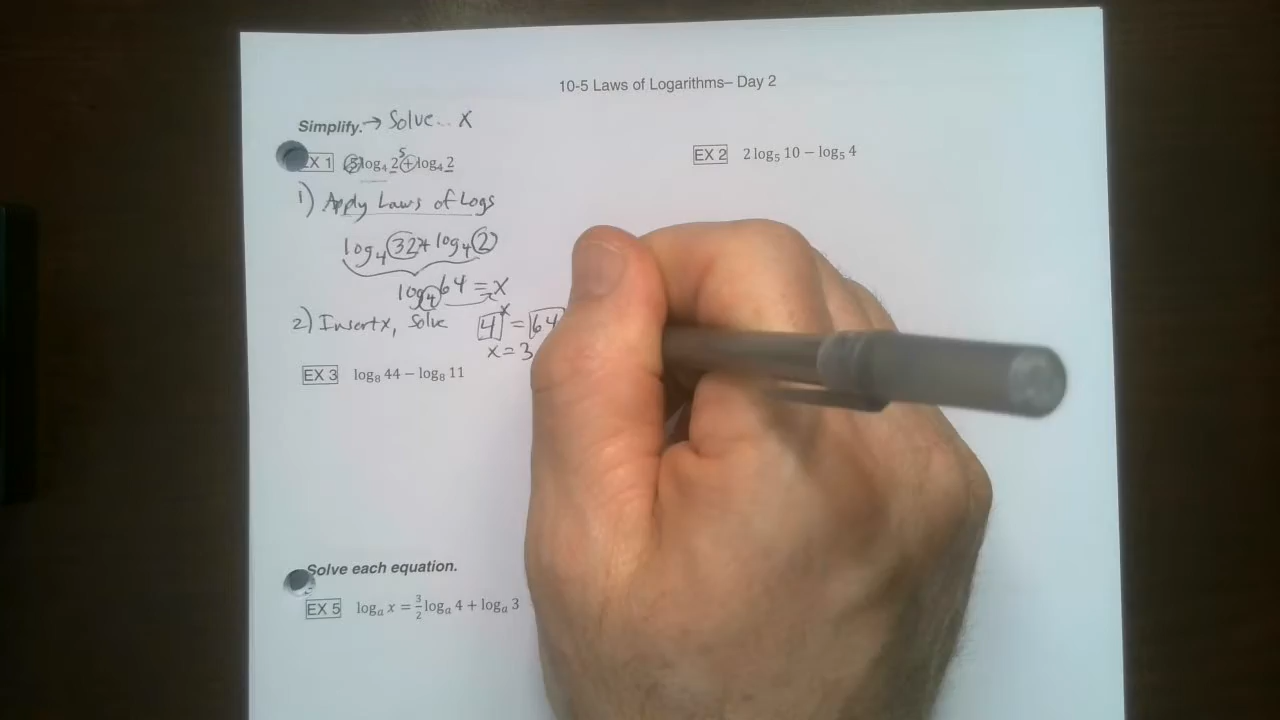 10-5 Laws of Logarithms– Day 2
Simplify. → Solve... x
EX 1 5log₄ 2⁵ + log₄ 2
EX 2 2 log₅ 10 − log₅ 4
1) Apply Laws of Logs
log₄ 32 + log₄ 2
log₄ 64 = x
2) Insert x, Solve 4ˣ = 64
x = 3
EX 3 log₈ 44 − log₈ 11
Solve each equation.
EX 5 logₐ x = 3/2 logₐ 4 + logₐ 3